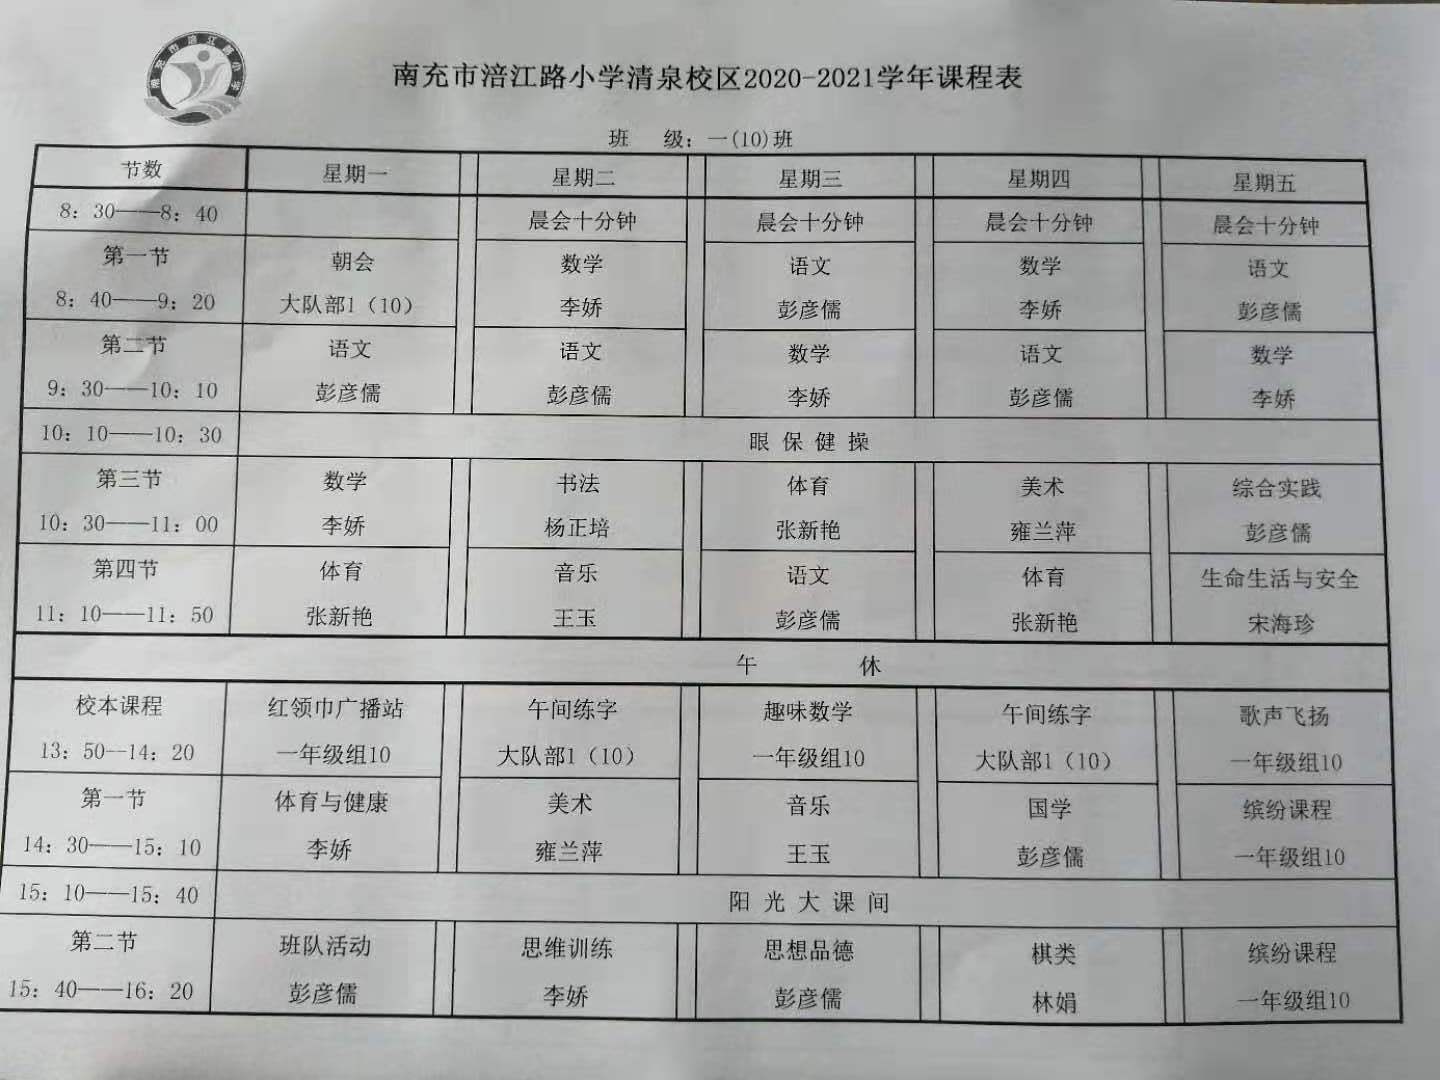 南充市涪江路小学
南充市涪江路小学清泉校区2020-2021学年课程表
班 级：一(10)班
节数 星期一 星期二 星期三 星期四 星期五
8：30——8：40 晨会十分钟 晨会十分钟 晨会十分钟 晨会十分钟
第一节 朝会 数学 语文 数学 语文
8：40——9：20 大队部1（10） 李娇 彭彦儒 李娇 彭彦儒
第二节 语文 语文 数学 语文 数学
9：30——10：10 彭彦儒 彭彦儒 李娇 彭彦儒 李娇
10：10——10：30 眼保健操
第三节 数学 书法 体育 美术 综合实践
10：30——11：00 李娇 杨正培 张新艳 雍兰萍 彭彦儒
第四节 体育 音乐 语文 体育 生命生活与安全
11：10——11：50 张新艳 王玉 彭彦儒 张新艳 宋海珍
午 休
校本课程 红领巾广播站 午间练字 趣味数学 午间练字 歌声飞扬
13：50--14：20 一年级组10 大队部1（10） 一年级组10 大队部1（10） 一年级组10
第一节 体育与健康 美术 音乐 国学 缤纷课程
14：30——15：10 李娇 雍兰萍 王玉 彭彦儒 一年级组10
15：10——15：40 阳光大课间
第二节 班队活动 思维训练 思想品德 棋类 缤纷课程
15：40——16：20 彭彦儒 李娇 彭彦儒 林娟 一年级组10